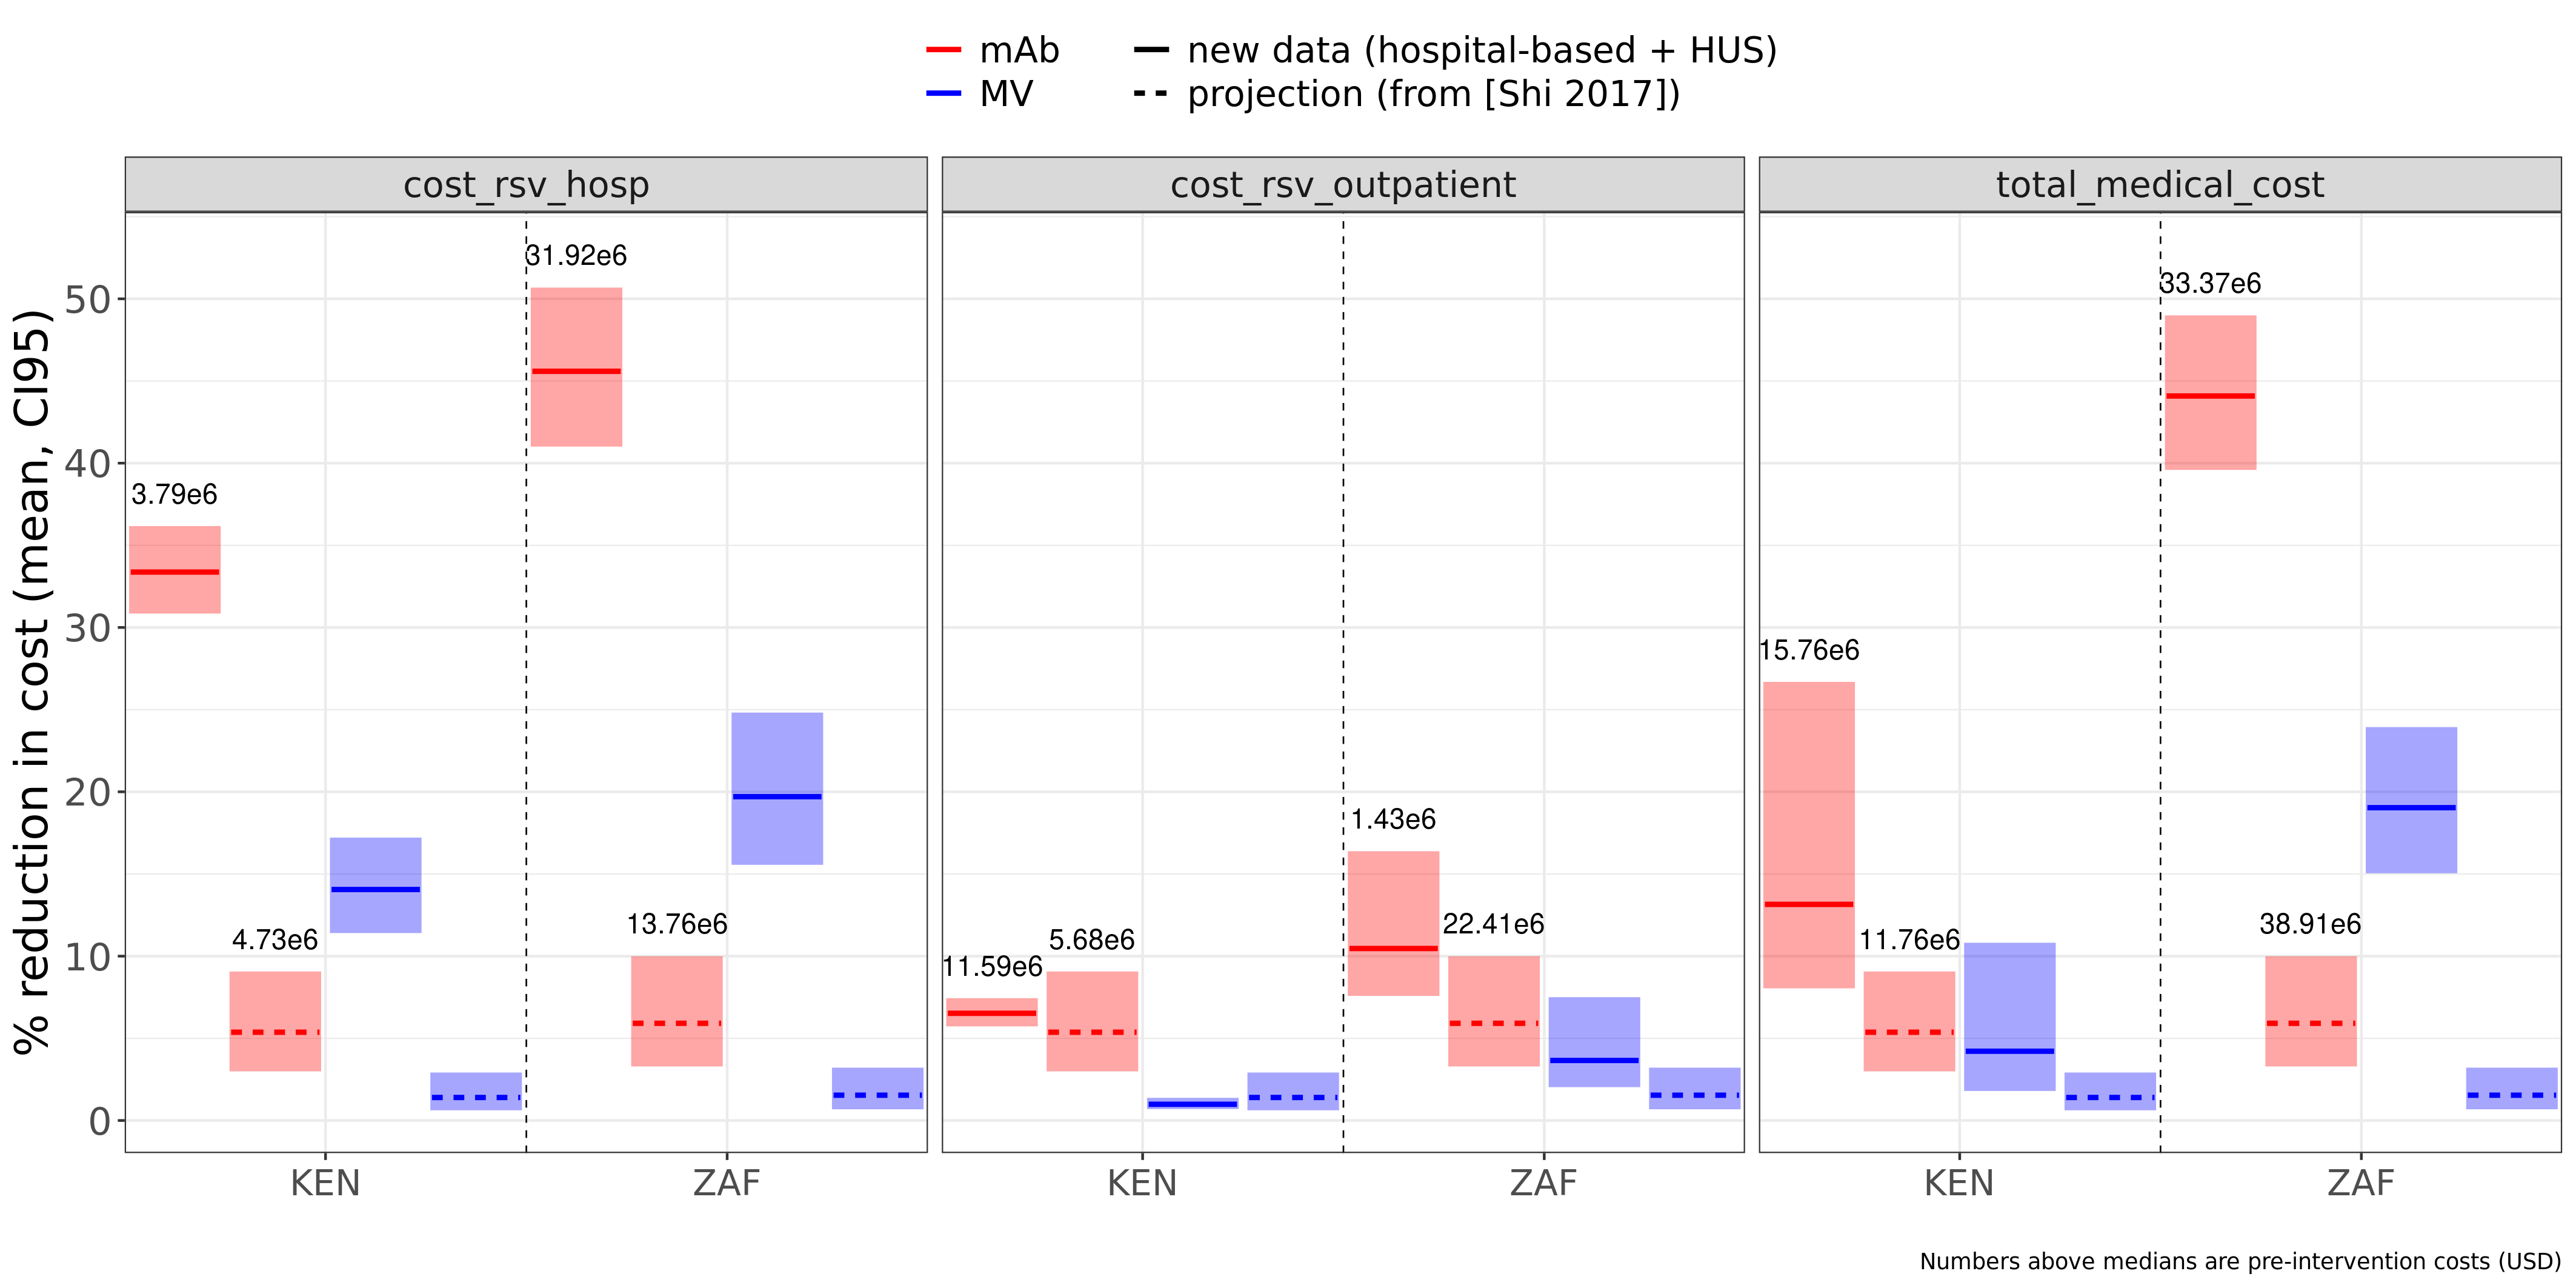 mAb
MV
new data (hospital-based + HUS)
projection (from [Shi 2017])
cost_rsv_hosp
cost_rsv_outpatient
total_medical_cost
% reduction in cost (mean, CI95)
50
40
30
20
10
0
3.79e6
4.73e6
31.92e6
13.76e6
11.59e6
5.68e6
1.43e6
22.41e6
15.76e6
11.76e6
33.37e6
38.91e6
KEN
ZAF
KEN
ZAF
KEN
ZAF
Numbers above medians are pre-intervention costs (USD)